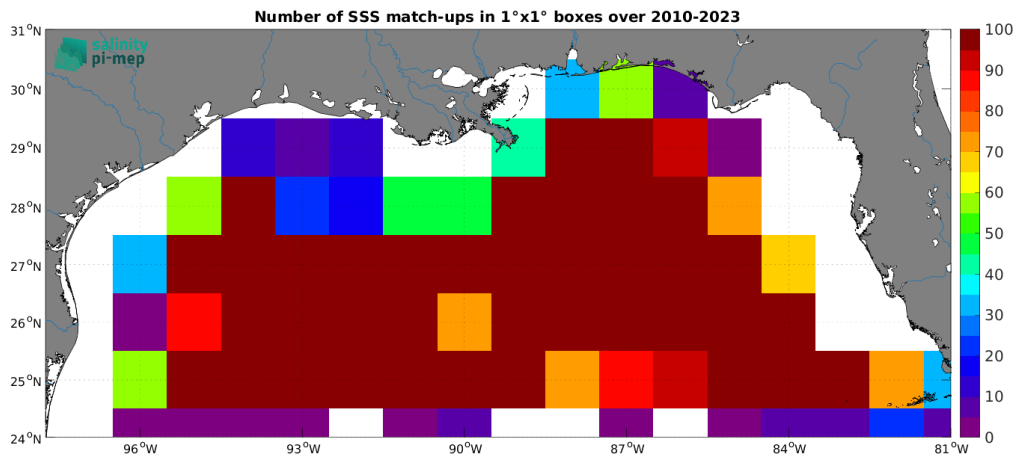 Number of SSS match-ups in 1°x1° boxes over 2010-2023
salinity
pi-mep
31°N
30°N
29°N
28°N
27°N
26°N
25°N
24°N
96°W
93°W
90°W
87°W
84°W
81°W
100
90
80
70
60
50
40
30
20
10
0